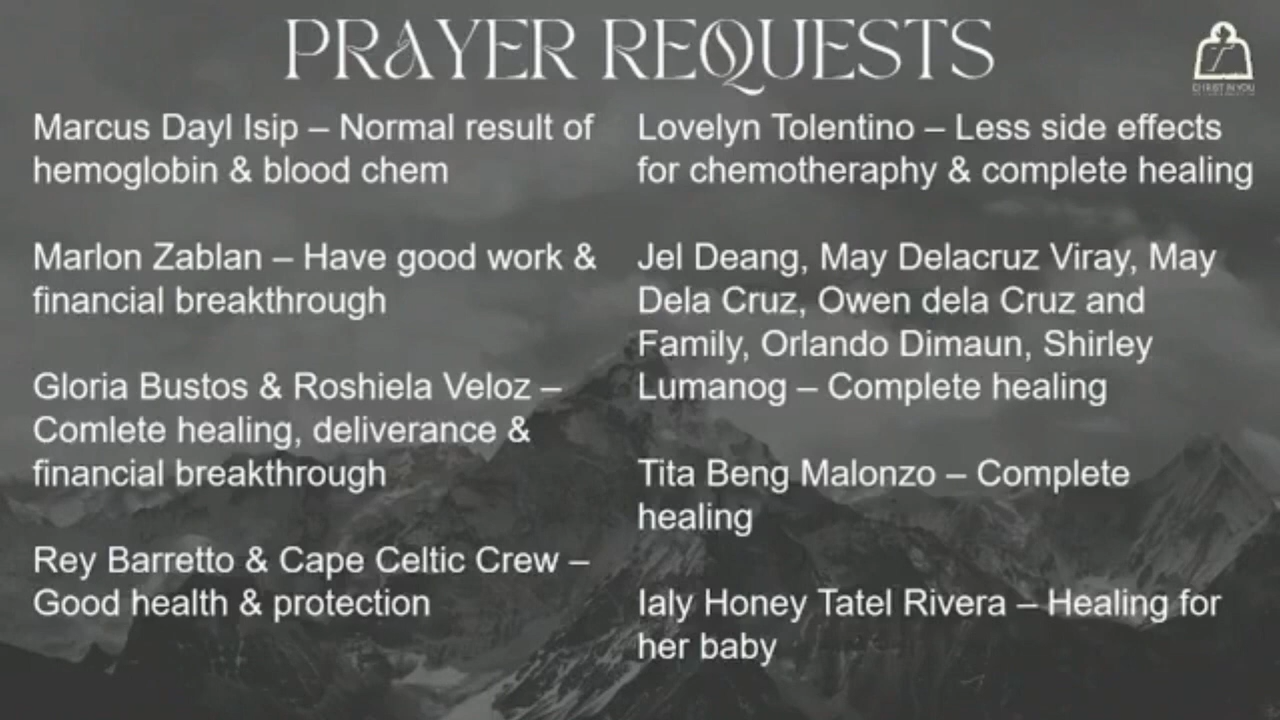 PRAYER REQUESTS
CHRIST IN YOU
Marcus Dayl Isip – Normal result of
hemoglobin & blood chem
Marlon Zablan – Have good work &
financial breakthrough
Gloria Bustos & Roshiela Veloz –
Comlete healing, deliverance &
financial breakthrough
Rey Barretto & Cape Celtic Crew –
Good health & protection
Lovelyn Tolentino – Less side effects
for chemotheraphy & complete healing
Jel Deang, May Delacruz Viray, May
Dela Cruz, Owen dela Cruz and
Family, Orlando Dimaun, Shirley
Lumanog – Complete healing
Tita Beng Malonzo – Complete
healing
Ialy Honey Tatel Rivera – Healing for
her baby